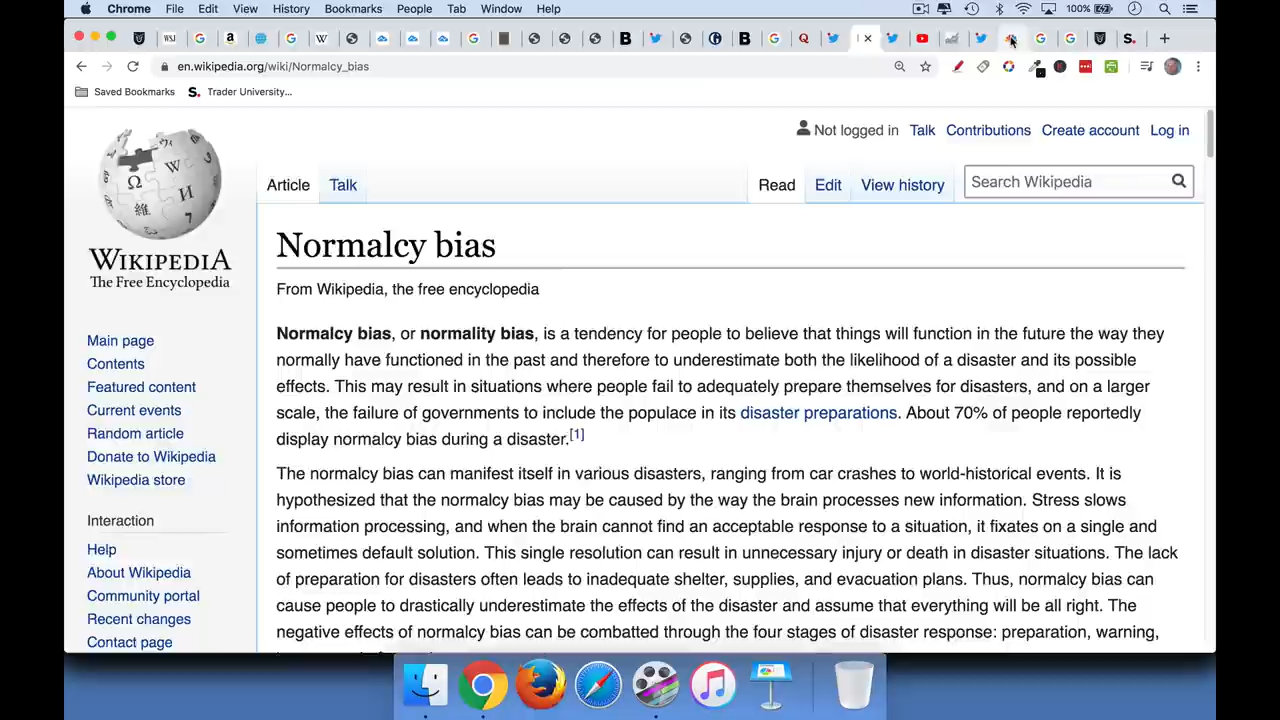 Chrome File Edit View History Bookmarks People Tab Window Help 100%
WSJ
en.wikipedia.org/wiki/Normalcy_bias
Saved Bookmarks S. Trader University...
Not logged in Talk Contributions Create account Log in
Article Talk Read Edit View history Search Wikipedia
WIKIPEDIA
The Free Encyclopedia
Main page
Contents
Featured content
Current events
Random article
Donate to Wikipedia
Wikipedia store
Interaction
Help
About Wikipedia
Community portal
Recent changes
Contact page
Normalcy bias
From Wikipedia, the free encyclopedia
Normalcy bias, or normality bias, is a tendency for people to believe that things will function in the future the way they
normally have functioned in the past and therefore to underestimate both the likelihood of a disaster and its possible
effects. This may result in situations where people fail to adequately prepare themselves for disasters, and on a larger
scale, the failure of governments to include the populace in its disaster preparations. About 70% of people reportedly
display normalcy bias during a disaster.[1]
The normalcy bias can manifest itself in various disasters, ranging from car crashes to world-historical events. It is
hypothesized that the normalcy bias may be caused by the way the brain processes new information. Stress slows
information processing, and when the brain cannot find an acceptable response to a situation, it fixates on a single and
sometimes default solution. This single resolution can result in unnecessary injury or death in disaster situations. The lack
of preparation for disasters often leads to inadequate shelter, supplies, and evacuation plans. Thus, normalcy bias can
cause people to drastically underestimate the effects of the disaster and assume that everything will be all right. The
negative effects of normalcy bias can be combatted through the four stages of disaster response: preparation, warning,